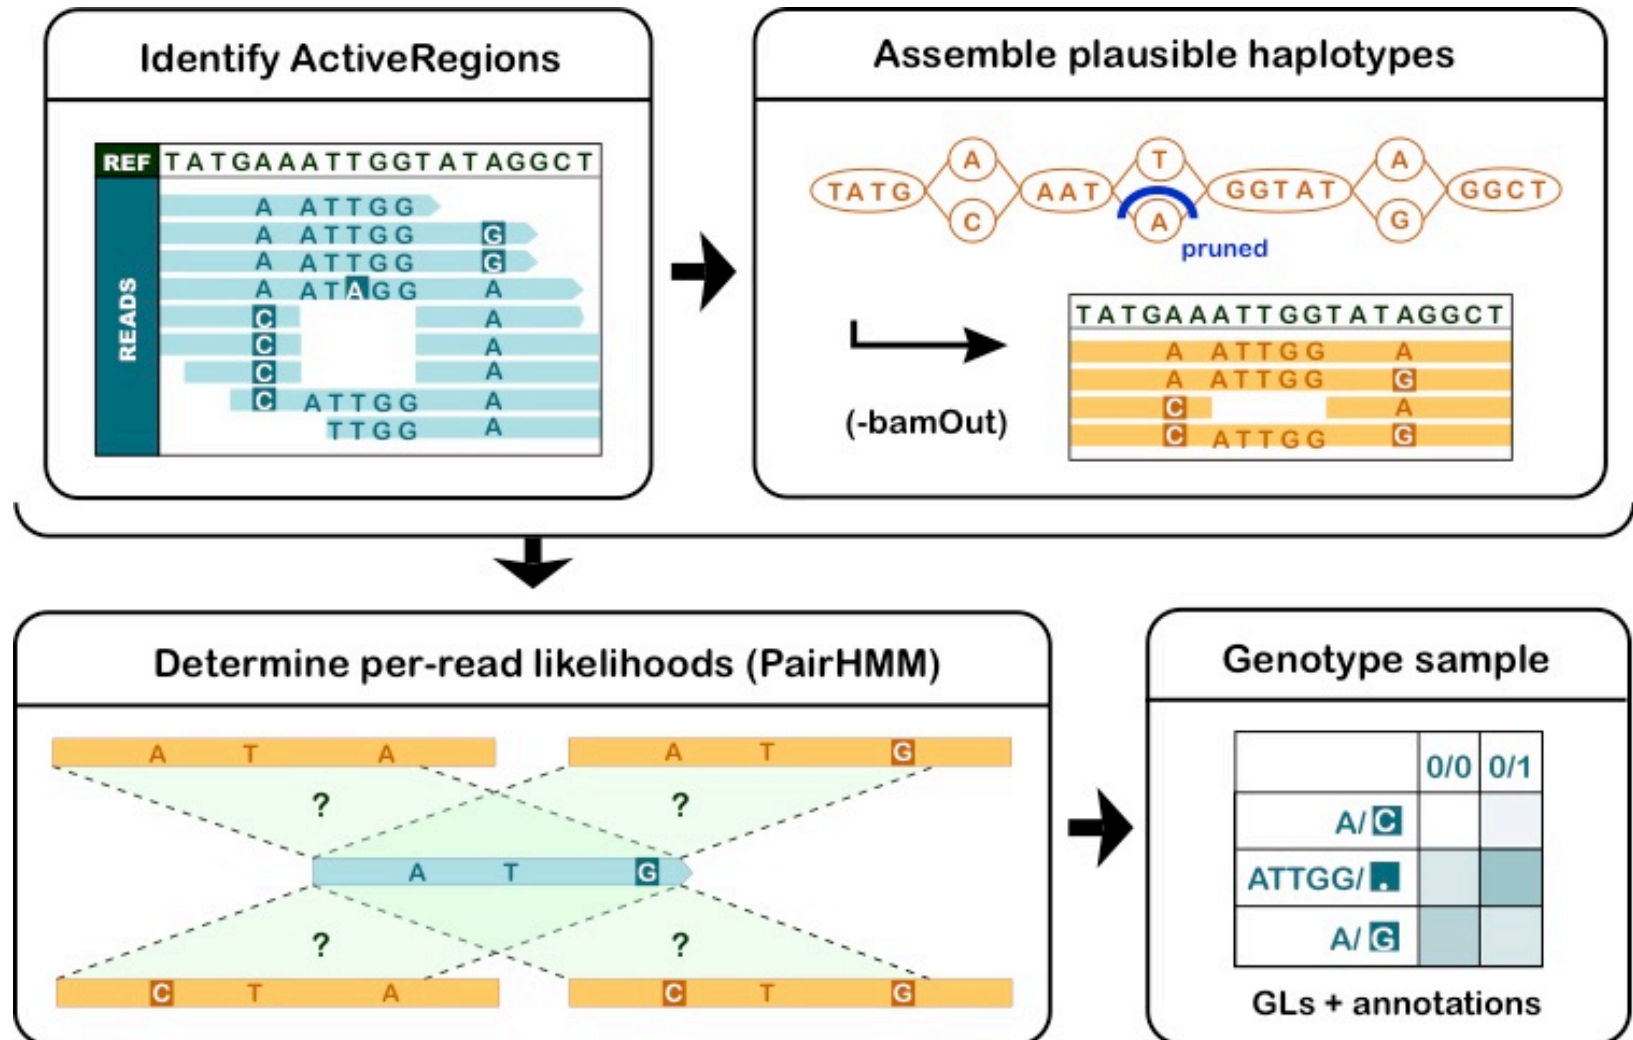 Identify ActiveRegions
REF TATGAAATTGGTATAGGCT
READS
A ATTGG
A ATTGG G
A ATTGG G
A ATAGG A
C A
C A
C A
C ATTGG A
TTGG A
Assemble plausible haplotypes
A T A
TATG AAT GGTAT GGCT
C A G
pruned
(-bamOut)
TATGAAATTGGTATAGGCT
A ATTGG A
A ATTGG G
C A
C ATTGG G
Determine per-read likelihoods (PairHMM)
A T A A T G
? ?
A T G
? ?
C T A C T G
Genotype sample
0/0 0/1
A/C
ATTGG/.
A/G
GLs + annotations